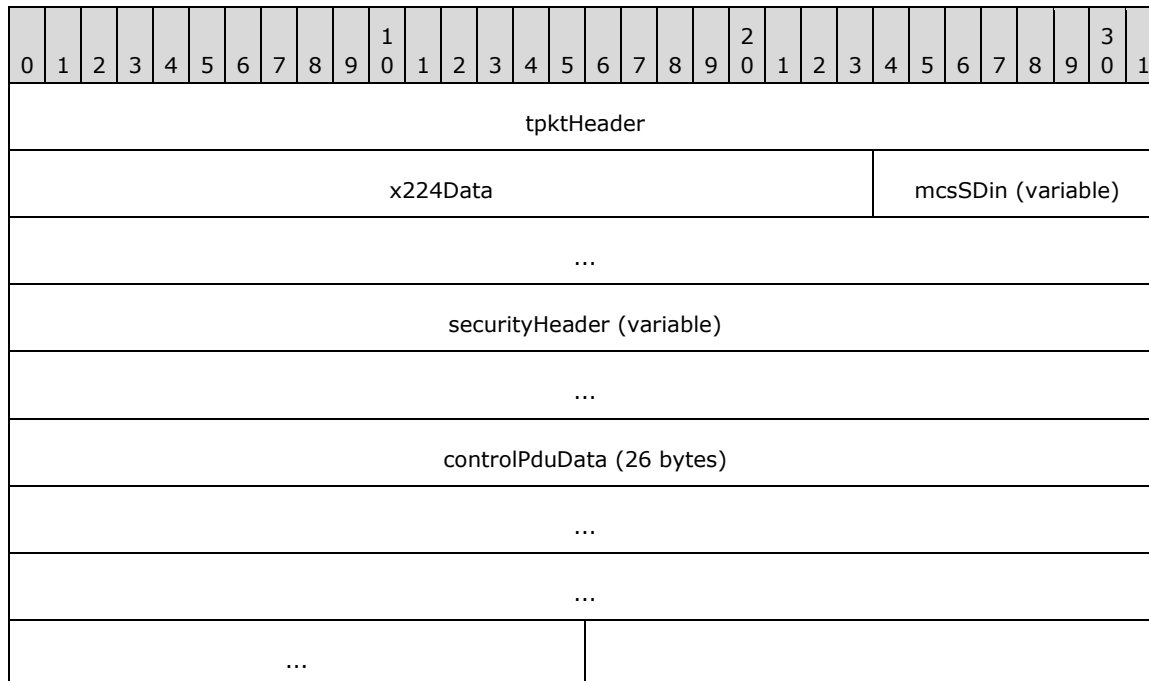 1 2 3
0 1 2 3 4 5 6 7 8 9 0 1 2 3 4 5 6 7 8 9 0 1 2 3 4 5 6 7 8 9 0 1
tpktHeader
x224Data mcsSDin (variable)
...
securityHeader (variable)
...
controlPduData (26 bytes)
...
...
...